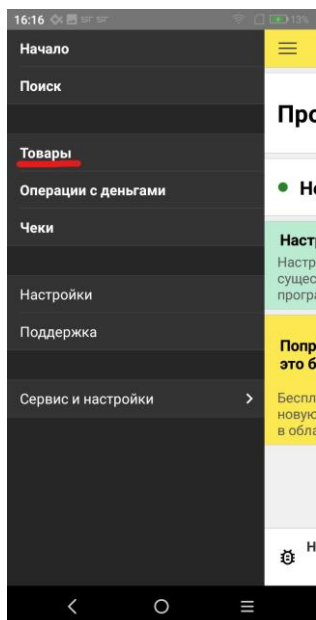 16:16
13%
Начало
Поиск
Товары
Операции с деньгами
Чеки
Настройки
Поддержка
Сервис и настройки
Про
Не
Настр
Настр
сущес
програ
Попр
это б
Беспл
новую
в обла
Н